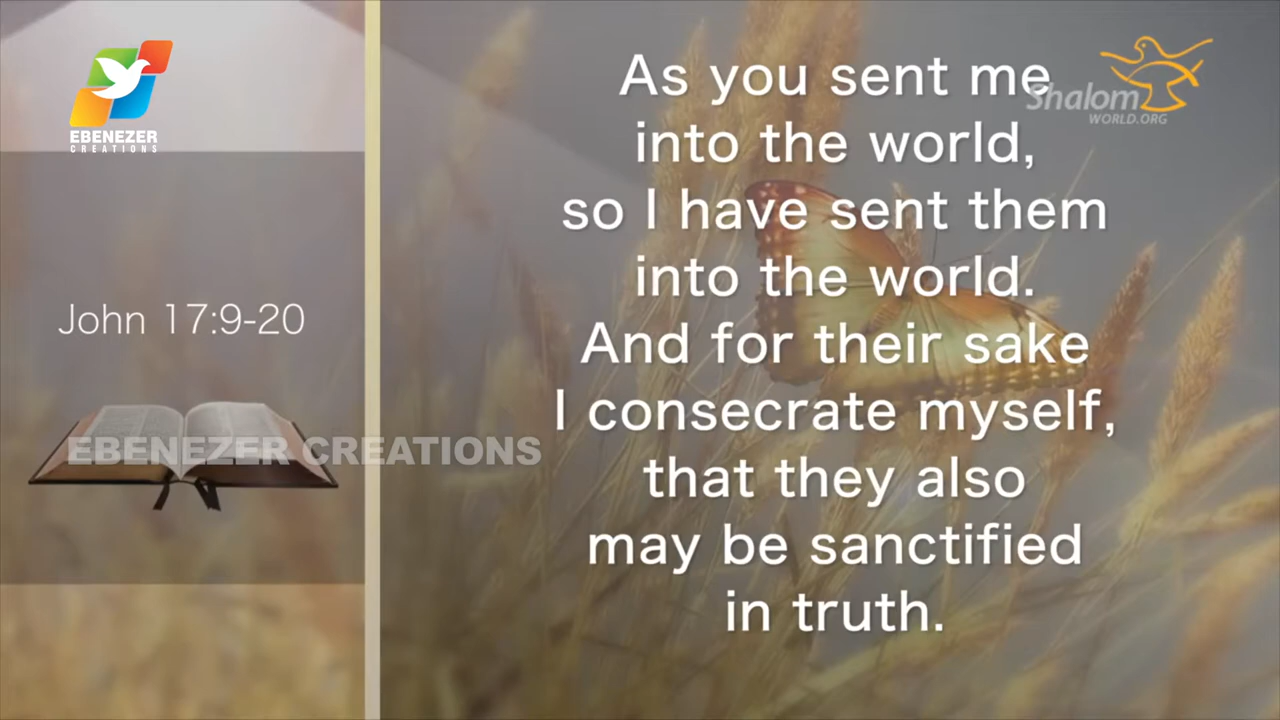 EBENEZER
CREATIONS
John 17:9-20
EBENEZER CREATIONS
As you sent me
into the world,
so I have sent them
into the world.
And for their sake
I consecrate myself,
that they also
may be sanctified
in truth.
Shalom
WORLD.ORG